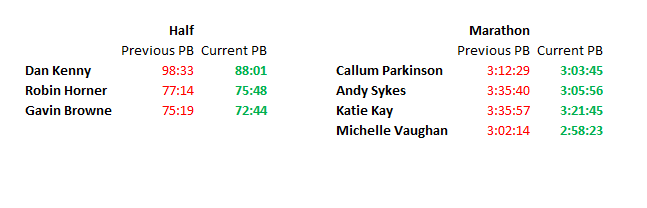 Half
Previous PB Current PB
Dan Kenny 98:33 88:01
Robin Horner 77:14 75:48
Gavin Browne 75:19 72:44
Marathon
Previous PB Current PB
Callum Parkinson 3:12:29 3:03:45
Andy Sykes 3:35:40 3:05:56
Katie Kay 3:35:57 3:21:45
Michelle Vaughan 3:02:14 2:58:23